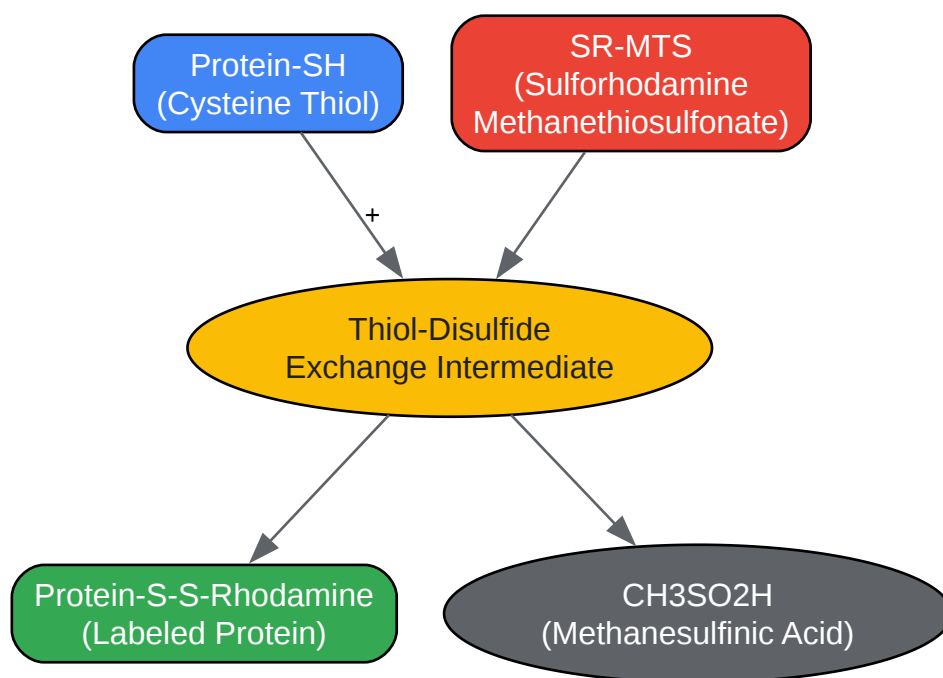 Protein-SH
(Cysteine Thiol)
SR-MTS
(Sulforhodamine
Methanethiosulfonate)
+
Thiol-Disulfide
Exchange Intermediate
Protein-S-S-Rhodamine
(Labeled Protein)
CH3SO2H
(Methanesulfinic Acid)